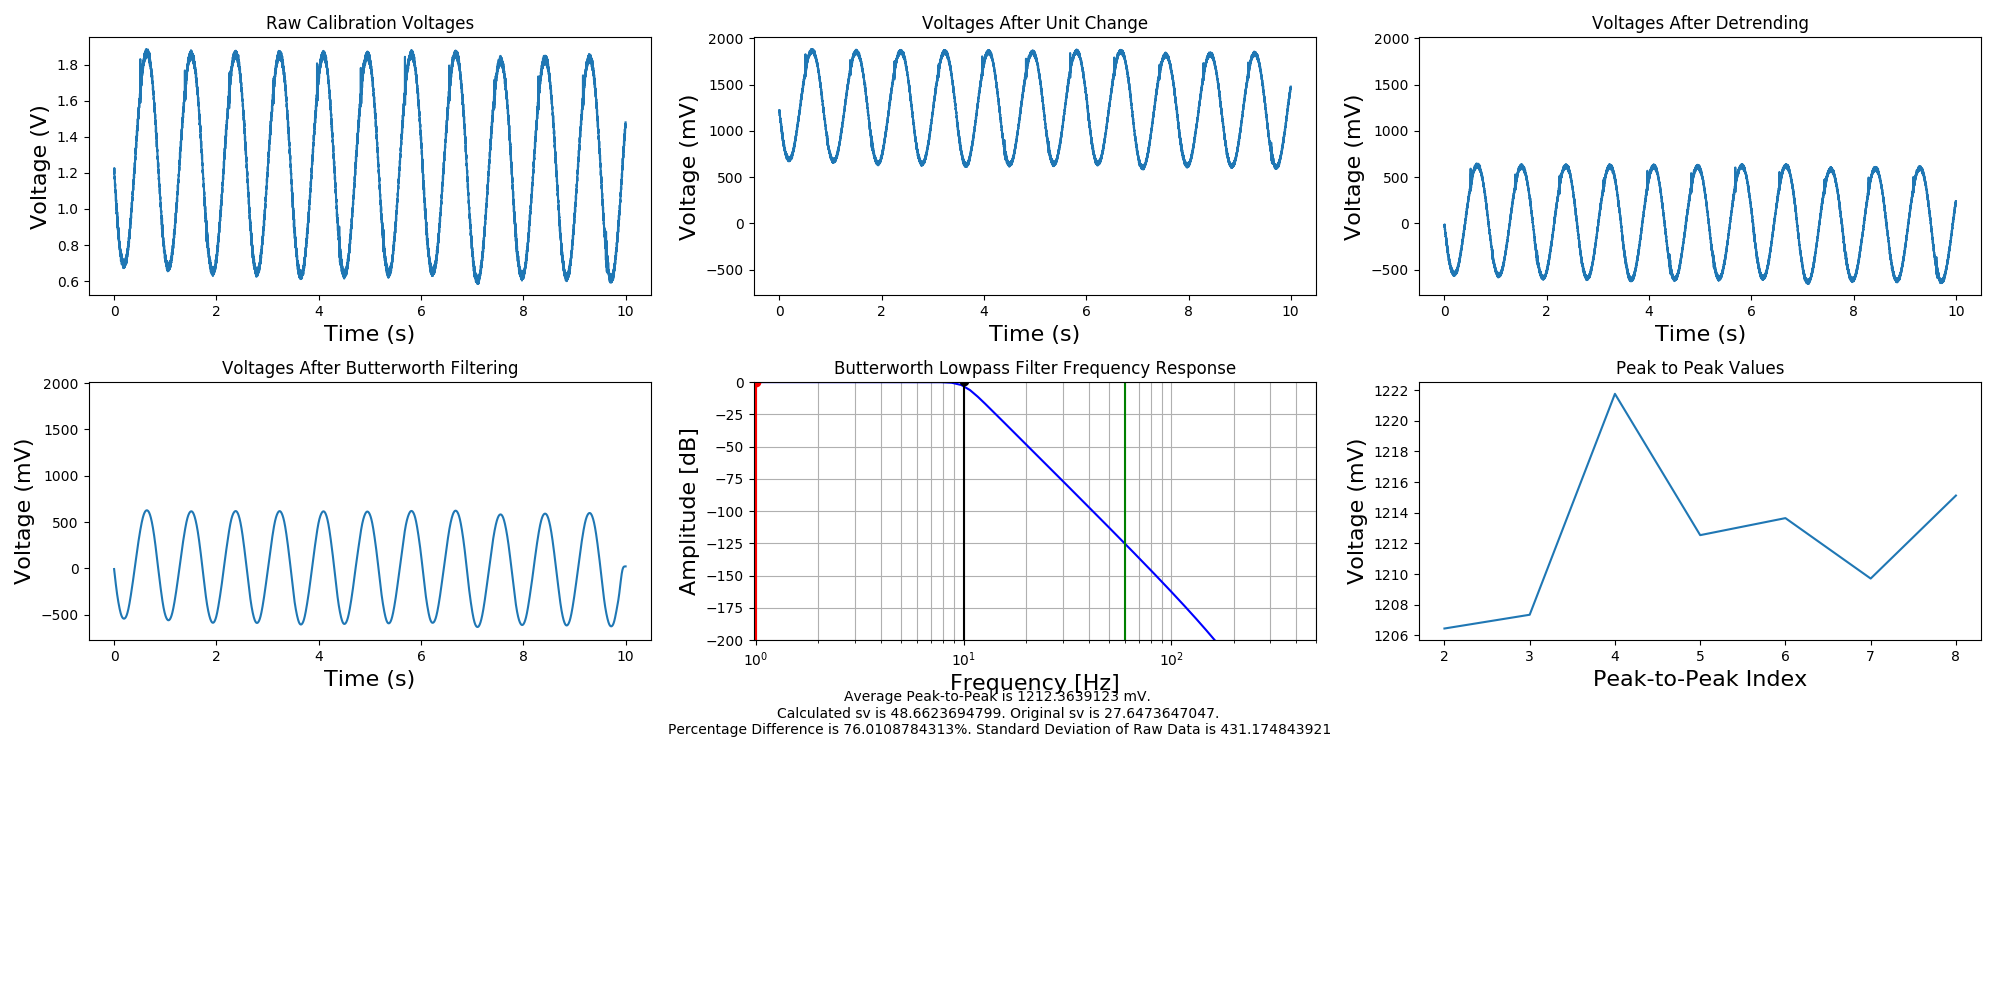 Raw Calibration Voltages
Voltage (V)
1.8
1.6
1.4
1.2
1.0
0.8
0.6
0 2 4 6 8 10
Time (s)
Voltages After Unit Change
Voltage (mV)
2000
1500
1000
500
0
−500
0 2 4 6 8 10
Time (s)
Voltages After Detrending
Voltage (mV)
2000
1500
1000
500
0
−500
0 2 4 6 8 10
Time (s)
Voltages After Butterworth Filtering
Voltage (mV)
2000
1500
1000
500
0
−500
0 2 4 6 8 10
Time (s)
Butterworth Lowpass Filter Frequency Response
Amplitude [dB]
0
−25
−50
−75
−100
−125
−150
−175
−200
10⁰ 10¹ 10²
Frequency [Hz]
Peak to Peak Values
Voltage (mV)
1222
1220
1218
1216
1214
1212
1210
1208
1206
2 3 4 5 6 7 8
Peak-to-Peak Index
Average Peak-to-Peak is 1212.3639123 mV.
Calculated sv is 48.6623694799. Original sv is 27.6473647047.
Percentage Difference is 76.0108784313%. Standard Deviation of Raw Data is 431.174843921